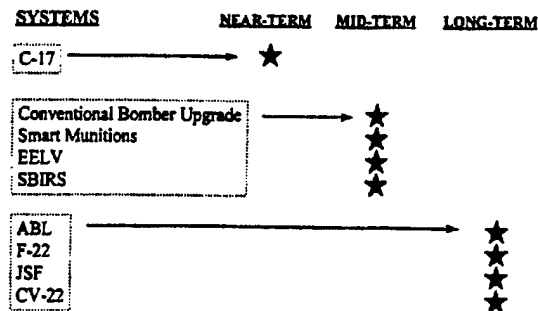 SYSTEMS NEAR-TERM MID-TERM LONG-TERM
C-17
Conventional Bomber Upgrade
Smart Munitions
EELV
SBIRS
ABL
F-22
JSF
CV-22